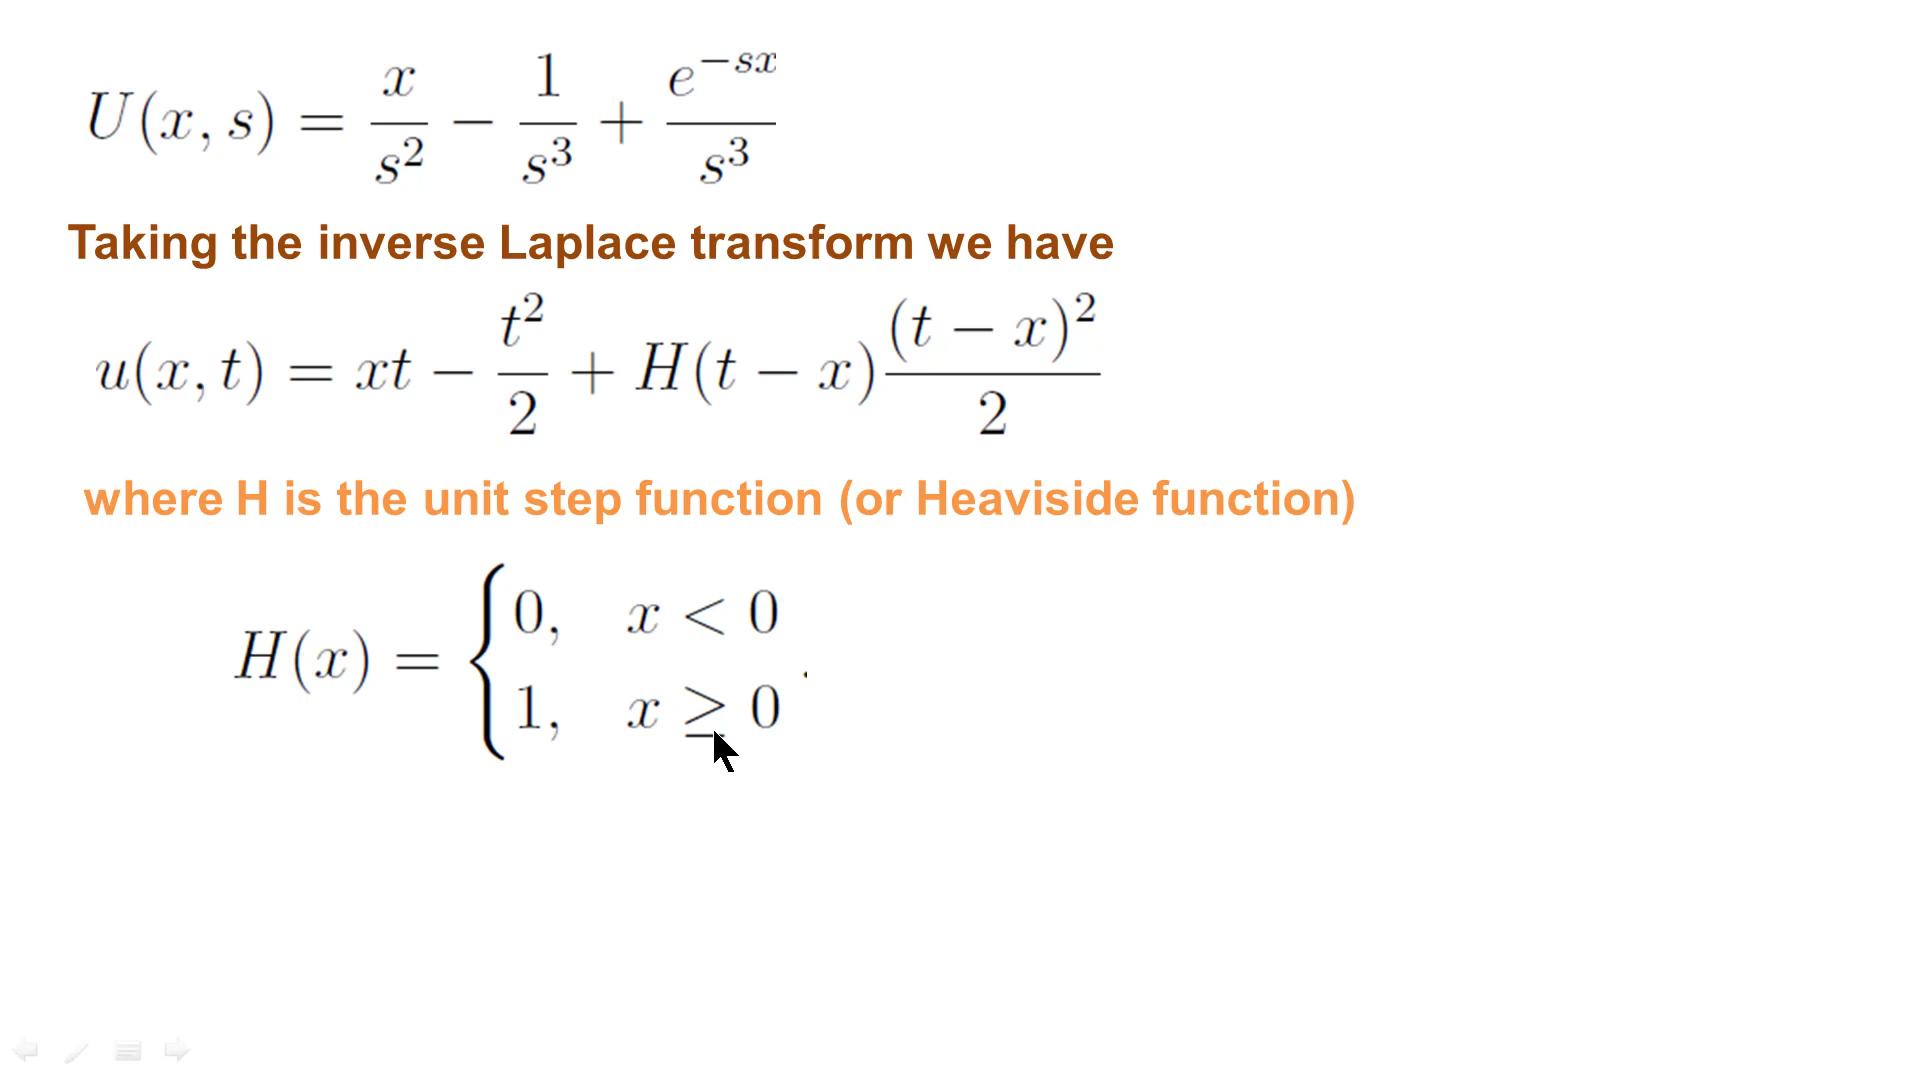 U(x, s) = x/s² − 1/s³ + e^{−sx}/s³
Taking the inverse Laplace transform we have
u(x, t) = xt − t²/2 + H(t − x) (t − x)²/2
where H is the unit step function (or Heaviside function)
H(x) = { 0, x < 0
1, x ≥ 0 .